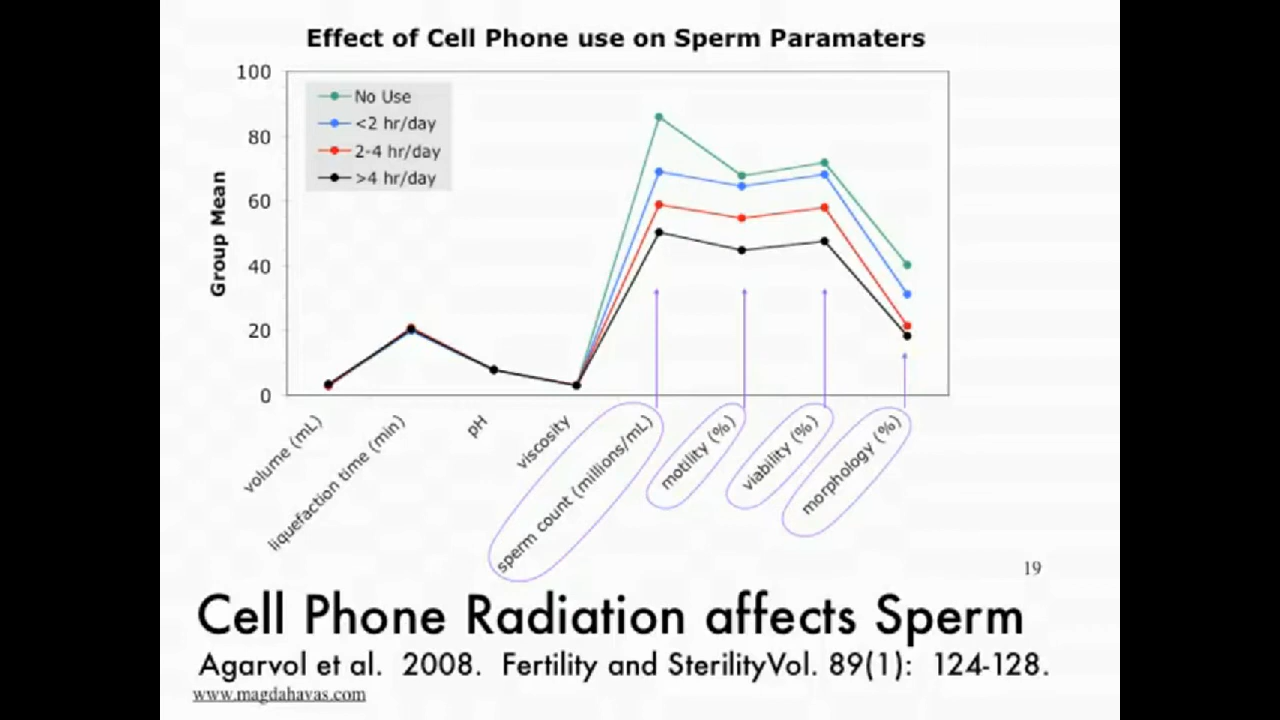 Effect of Cell Phone use on Sperm Paramaters
100
80
60
40
20
0
Group Mean
No Use
<2 hr/day
2-4 hr/day
>4 hr/day
volume (mL)
liquefaction time (min)
pH
viscosity
sperm count (millions/mL)
motility (%)
viability (%)
morphology (%)
19
Cell Phone Radiation affects Sperm
Agarvol et al. 2008. Fertility and SterilityVol. 89(1): 124-128.
www.magdahavas.com